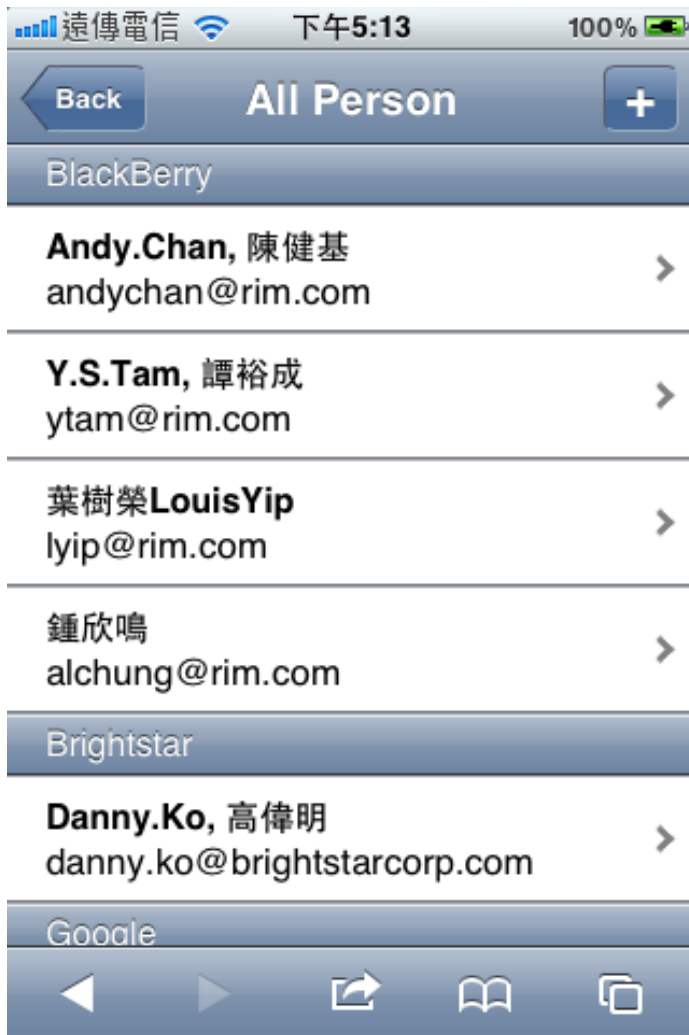 遠傳電信 下午5:13 100%
Back All Person +
BlackBerry
Andy.Chan, 陳健基
andychan@rim.com
Y.S.Tam, 譚裕成
ytam@rim.com
葉樹榮LouisYip
lyip@rim.com
鍾欣鳴
alchung@rim.com
Brightstar
Danny.Ko, 高偉明
danny.ko@brightstarcorp.com
Google